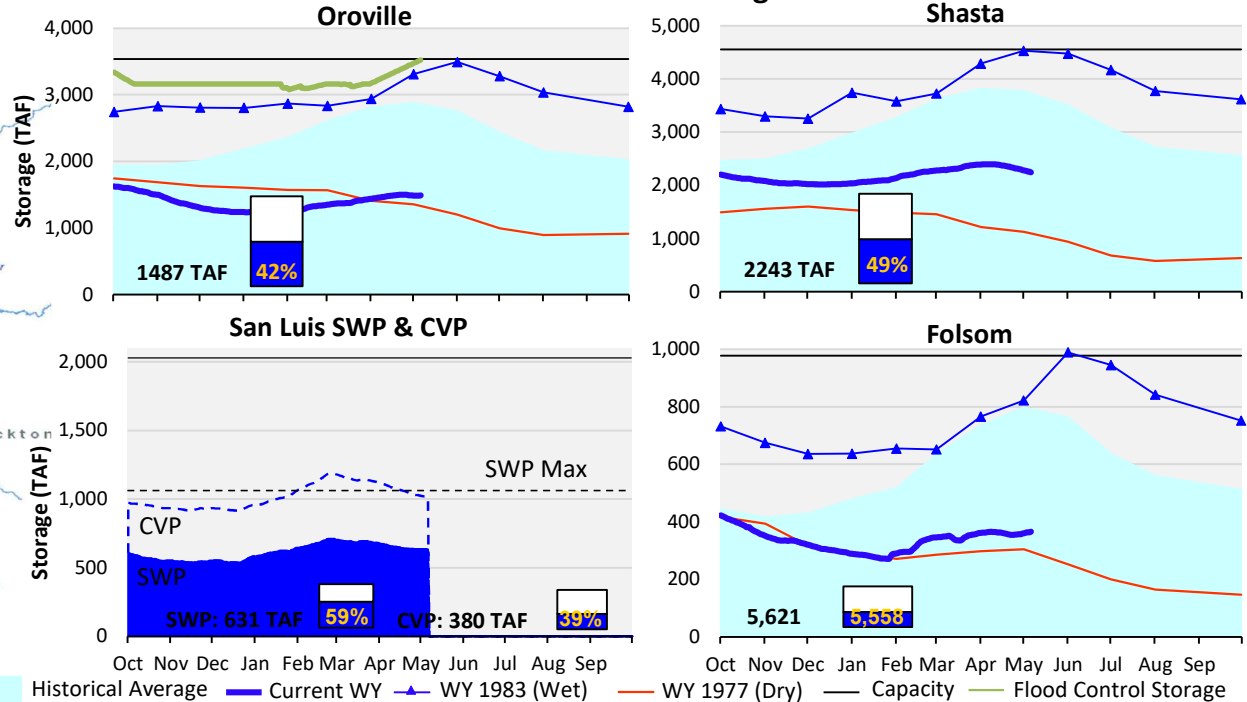 Oroville
Storage (TAF)
4,000
3,000
2,000
1,000
0
1487 TAF
42%
Shasta
5,000
4,000
3,000
2,000
1,000
0
2243 TAF
49%
San Luis SWP & CVP
Storage (TAF)
2,000
1,500
1,000
500
0
SWP Max
CVP
SWP
SWP: 631 TAF
59%
CVP: 380 TAF
39%
Oct Nov Dec Jan Feb Mar Apr May Jun Jul Aug Sep
Folsom
1,000
800
600
400
200
0
5,621
5,558
Oct Nov Dec Jan Feb Mar Apr May Jun Jul Aug Sep
Historical Average Current WY WY 1983 (Wet) WY 1977 (Dry) Capacity Flood Control Storage